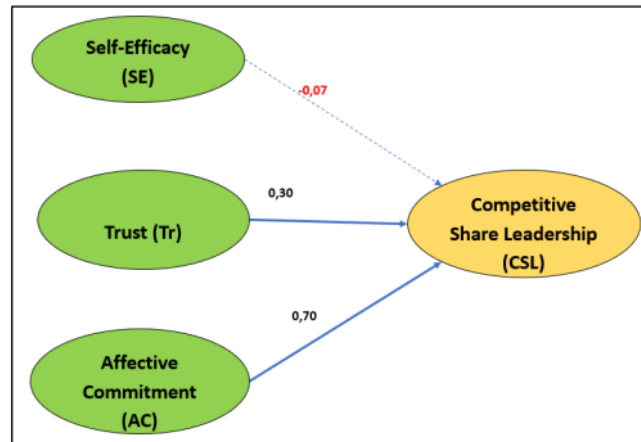 Self-Efficacy
(SE)
-0,07
Trust (Tr)
0,30
Competitive
Share Leadership
(CSL)
0,70
Affective
Commitment
(AC)